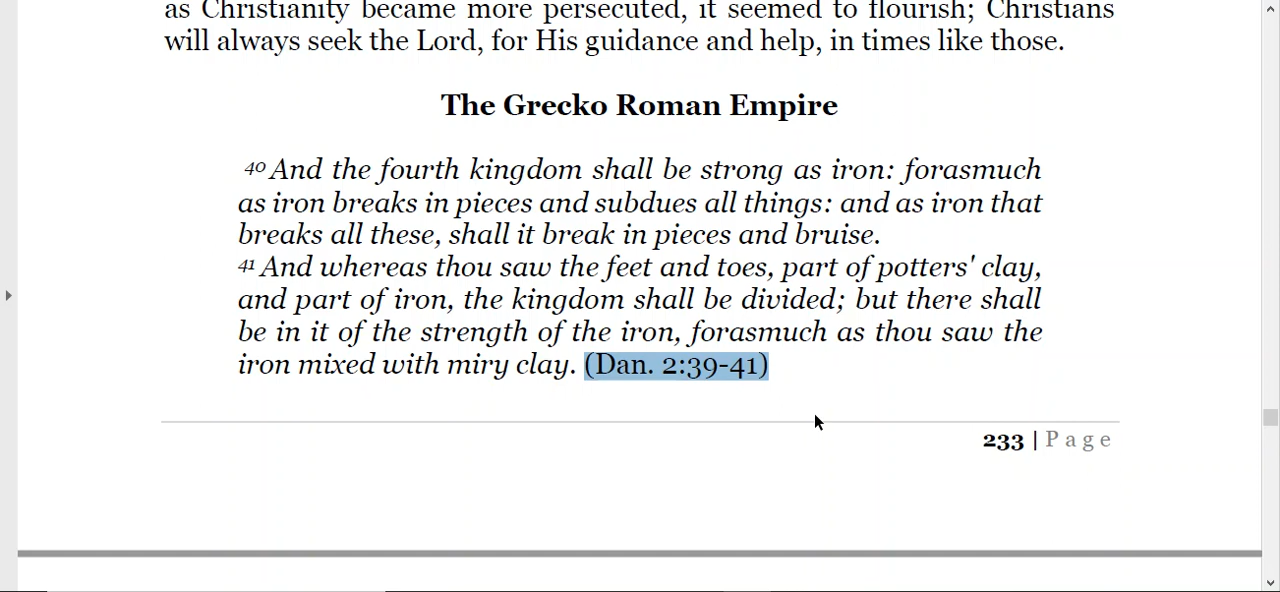 as Christianity became more persecuted, it seemed to flourish; Christians
will always seek the Lord, for His guidance and help, in times like those.
The Grecko Roman Empire
40 And the fourth kingdom shall be strong as iron: forasmuch
as iron breaks in pieces and subdues all things: and as iron that
breaks all these, shall it break in pieces and bruise.
41 And whereas thou saw the feet and toes, part of potters' clay,
and part of iron, the kingdom shall be divided; but there shall
be in it of the strength of the iron, forasmuch as thou saw the
iron mixed with miry clay. (Dan. 2:39-41)
233 | Page